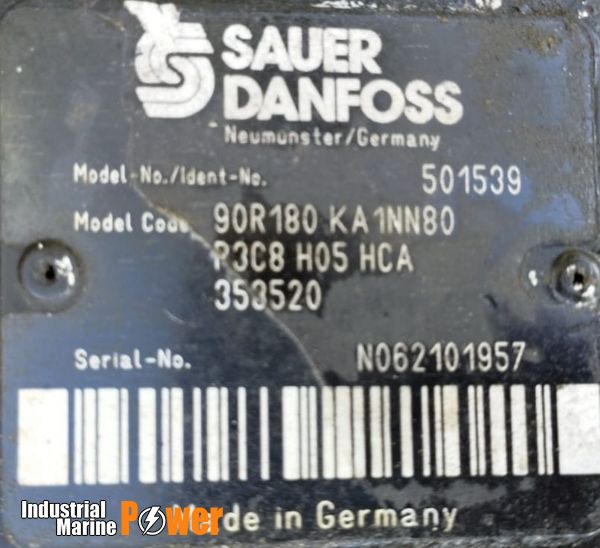 SAUER
DANFOSS
Neumünster/Germany
Model-No./Ident-No. 501539
Model Code 90R180 KA1NN80
P3C8 H05 HCA
353520
Serial-No. N062101957
Industrial Marine Power
Made in Germany